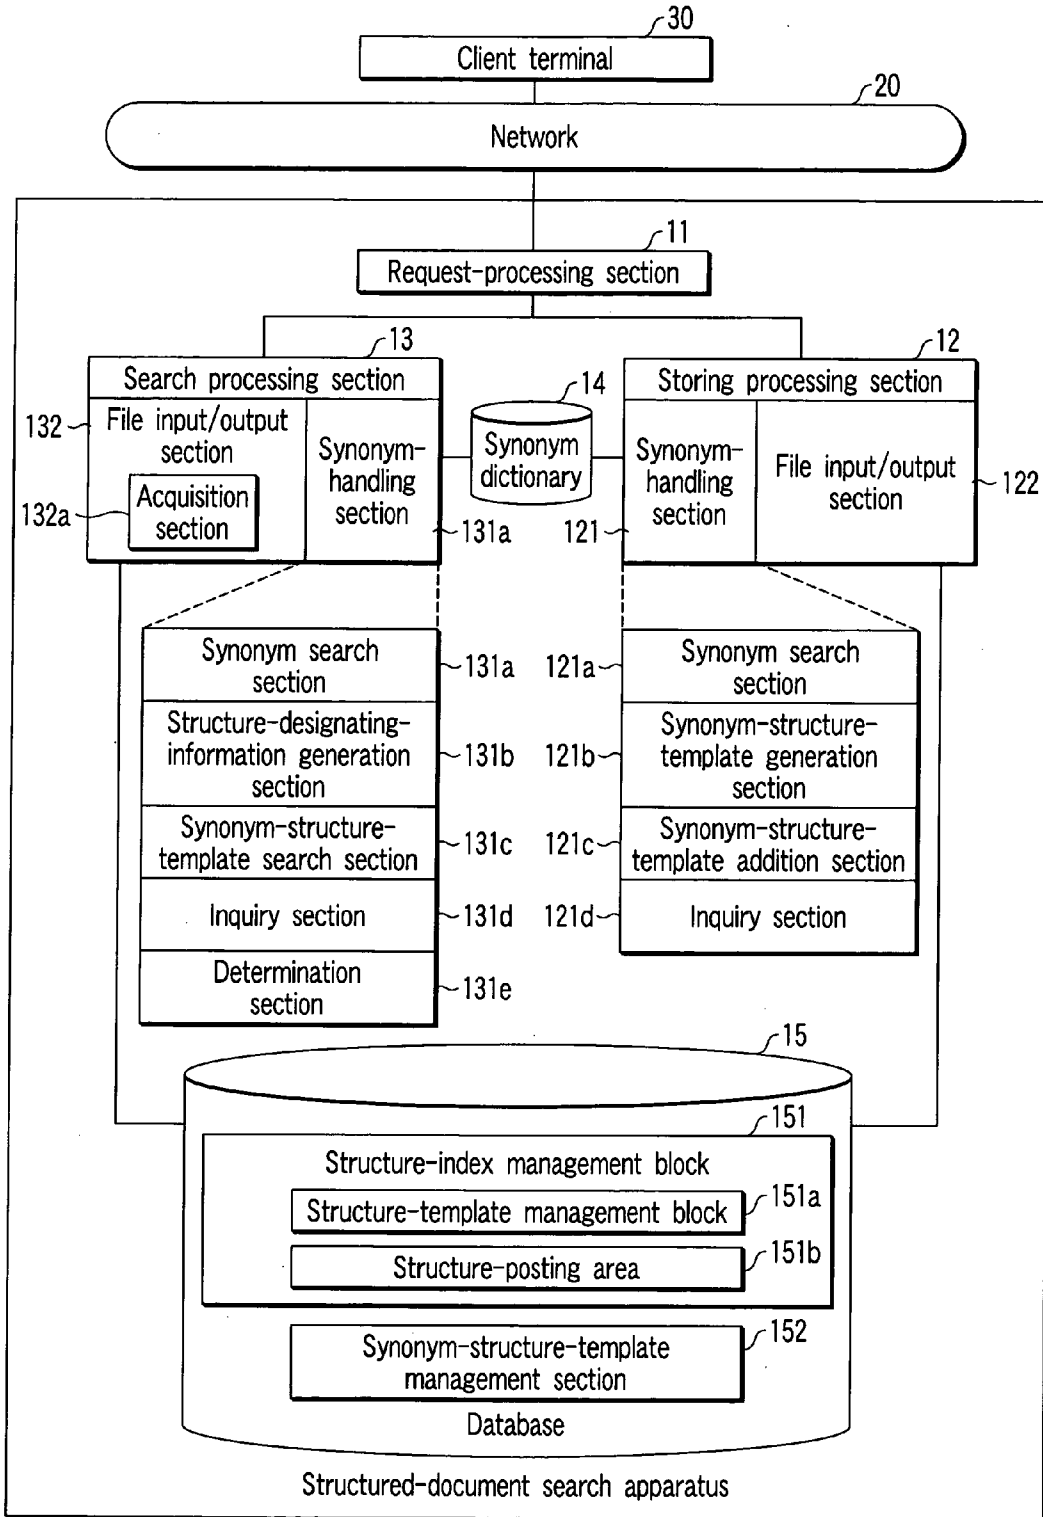 30
Client terminal
20
Network
11
Request-processing section
13
Search processing section
12
Storing processing section
132
File input/output
section
Acquisition
section
132a
Synonym-
handling
section
131a
14
Synonym
dictionary
Synonym-
handling
section
121
File input/output
section
122
Synonym search
section
131a
Structure-designating-
information generation
section
131b
Synonym-structure-
template search section
131c
Inquiry section
131d
Determination
section
131e
121a
Synonym search
section
121b
Synonym-structure-
template generation
section
121c
Synonym-structure-
template addition section
121d
Inquiry section
15
151
Structure-index management block
Structure-template management block
151a
Structure-posting area
151b
152
Synonym-structure-template
management section
Database
Structured-document search apparatus